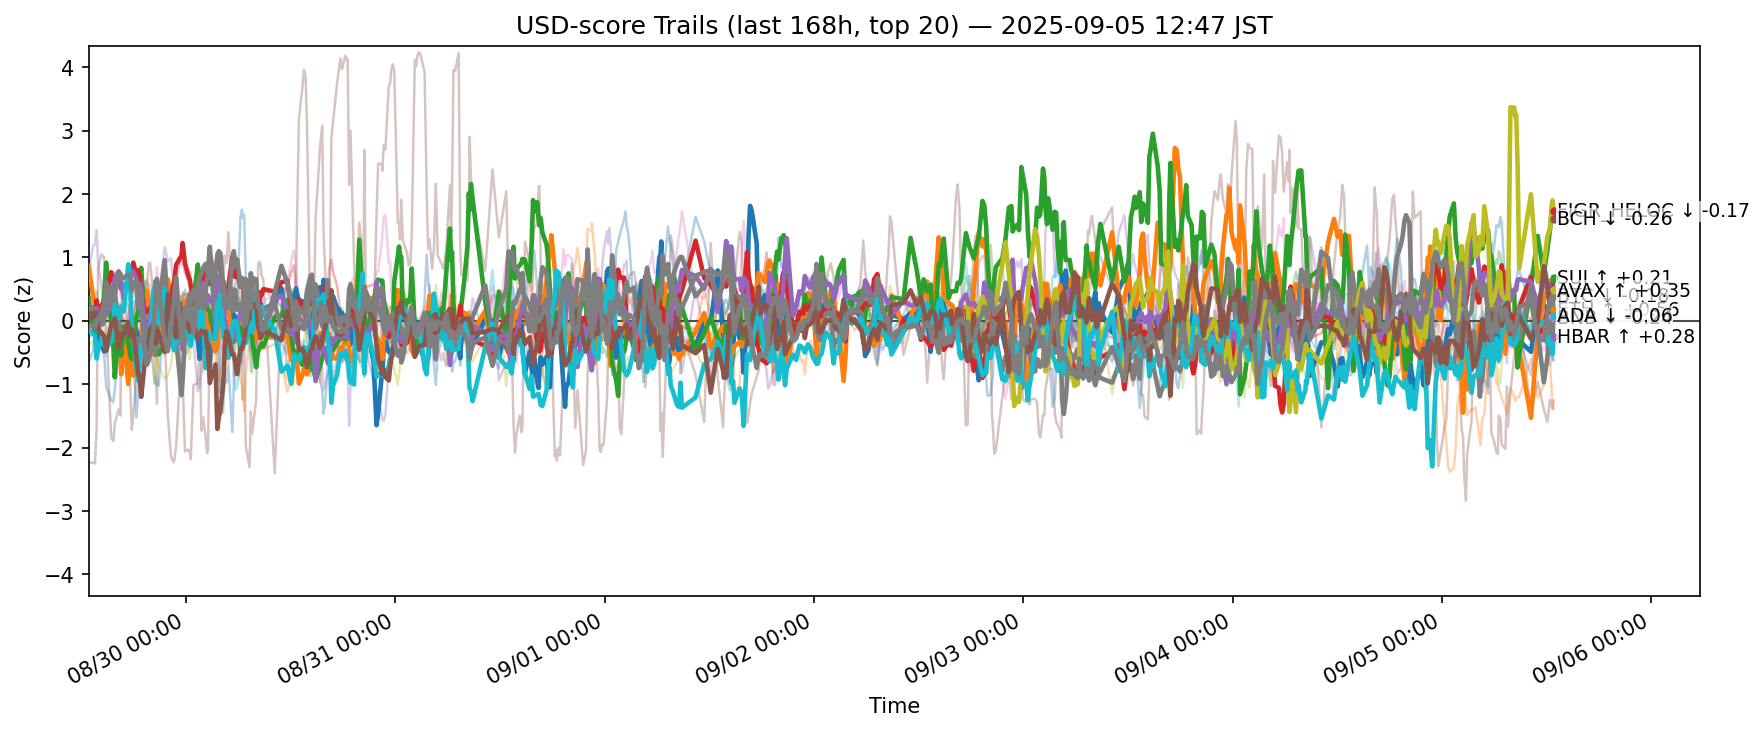 USD-score Trails (last 168h, top 20) — 2025-09-05 12:47 JST
Score (z)
4
3
2
1
0
−1
−2
−3
−4
FIGR_HELOC ↓ -0.17
BCH ↓ -0.26
SUI ↑ +0.21
AVAX ↑ +0.35
ADA ↓ -0.06
HBAR ↑ +0.28
08/30 00:00
08/31 00:00
09/01 00:00
09/02 00:00
09/03 00:00
09/04 00:00
09/05 00:00
09/06 00:00
Time